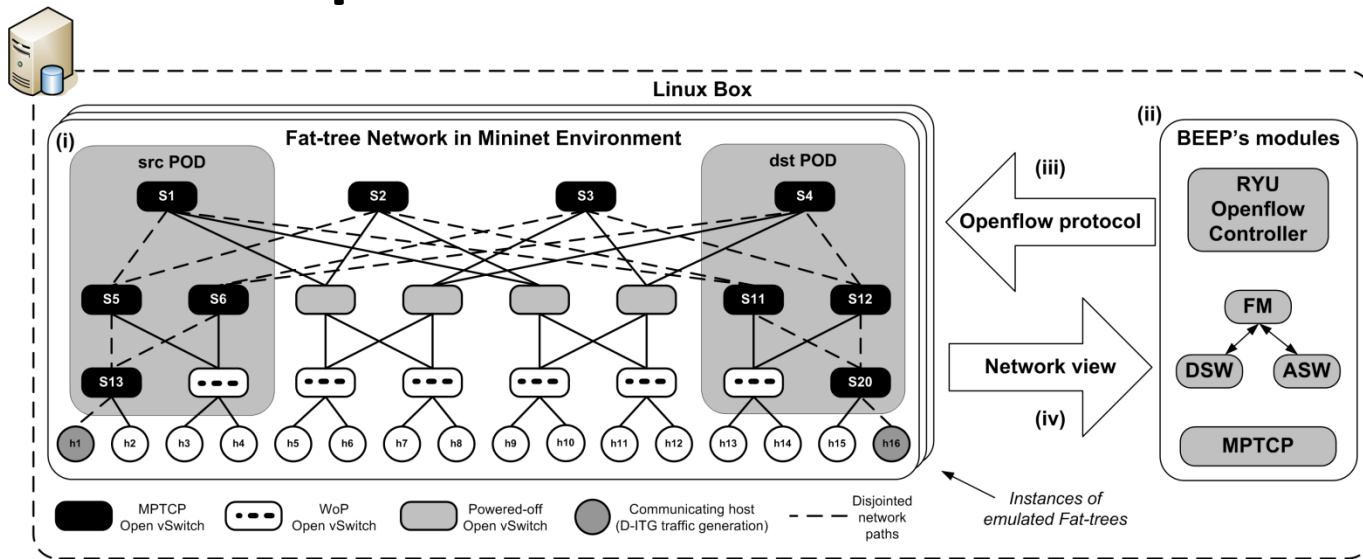 Linux Box
(i)
Fat-tree Network in Mininet Environment
src POD
dst POD
S1
S2
S3
S4
S5
S6
S11
S12
S13
S20
h1
h2
h3
h4
h5
h6
h7
h8
h9
h10
h11
h12
h13
h14
h15
h16
MPTCP
Open vSwitch
WoP
Open vSwitch
Powered-off
Open vSwitch
Communicating host
(D-ITG traffic generation)
Disjointed
network
paths
Instances of
emulated Fat-trees
(iii)
Openflow protocol
Network view
(iv)
(ii)
BEEP's modules
RYU
Openflow
Controller
FM
DSW
ASW
MPTCP